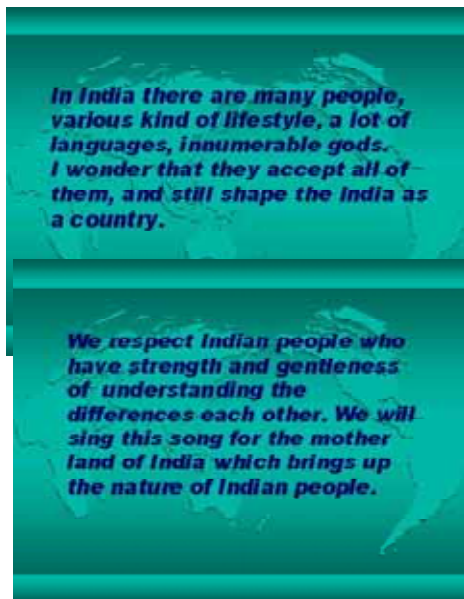 In India there are many people,
various kind of lifestyle, a lot of
languages, innumerable gods.
I wonder that they accept all of
them, and still shape the India as
a country.
We respect Indian people who
have strength and gentleness
of understanding the
differences each other. We will
sing this song for the mother
land of India which brings up
the nature of Indian people.